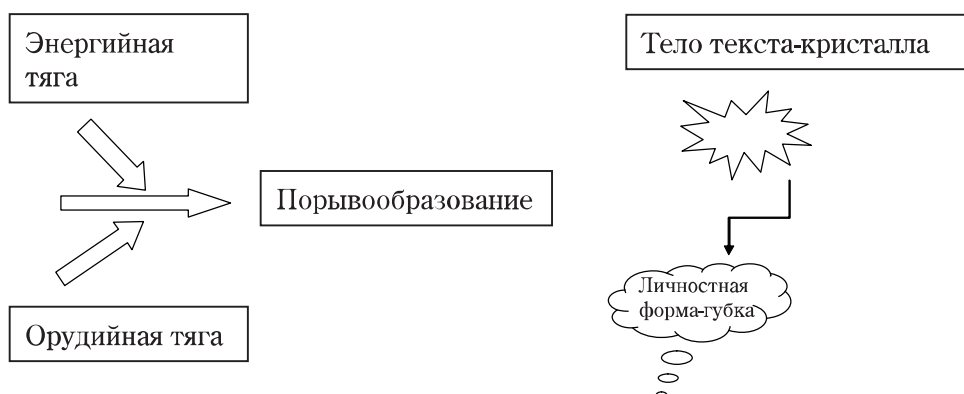 Энергийная
тяга
Тело текста-кристалла
Порывообразование
Личностная
форма-губка
Орудийная тяга